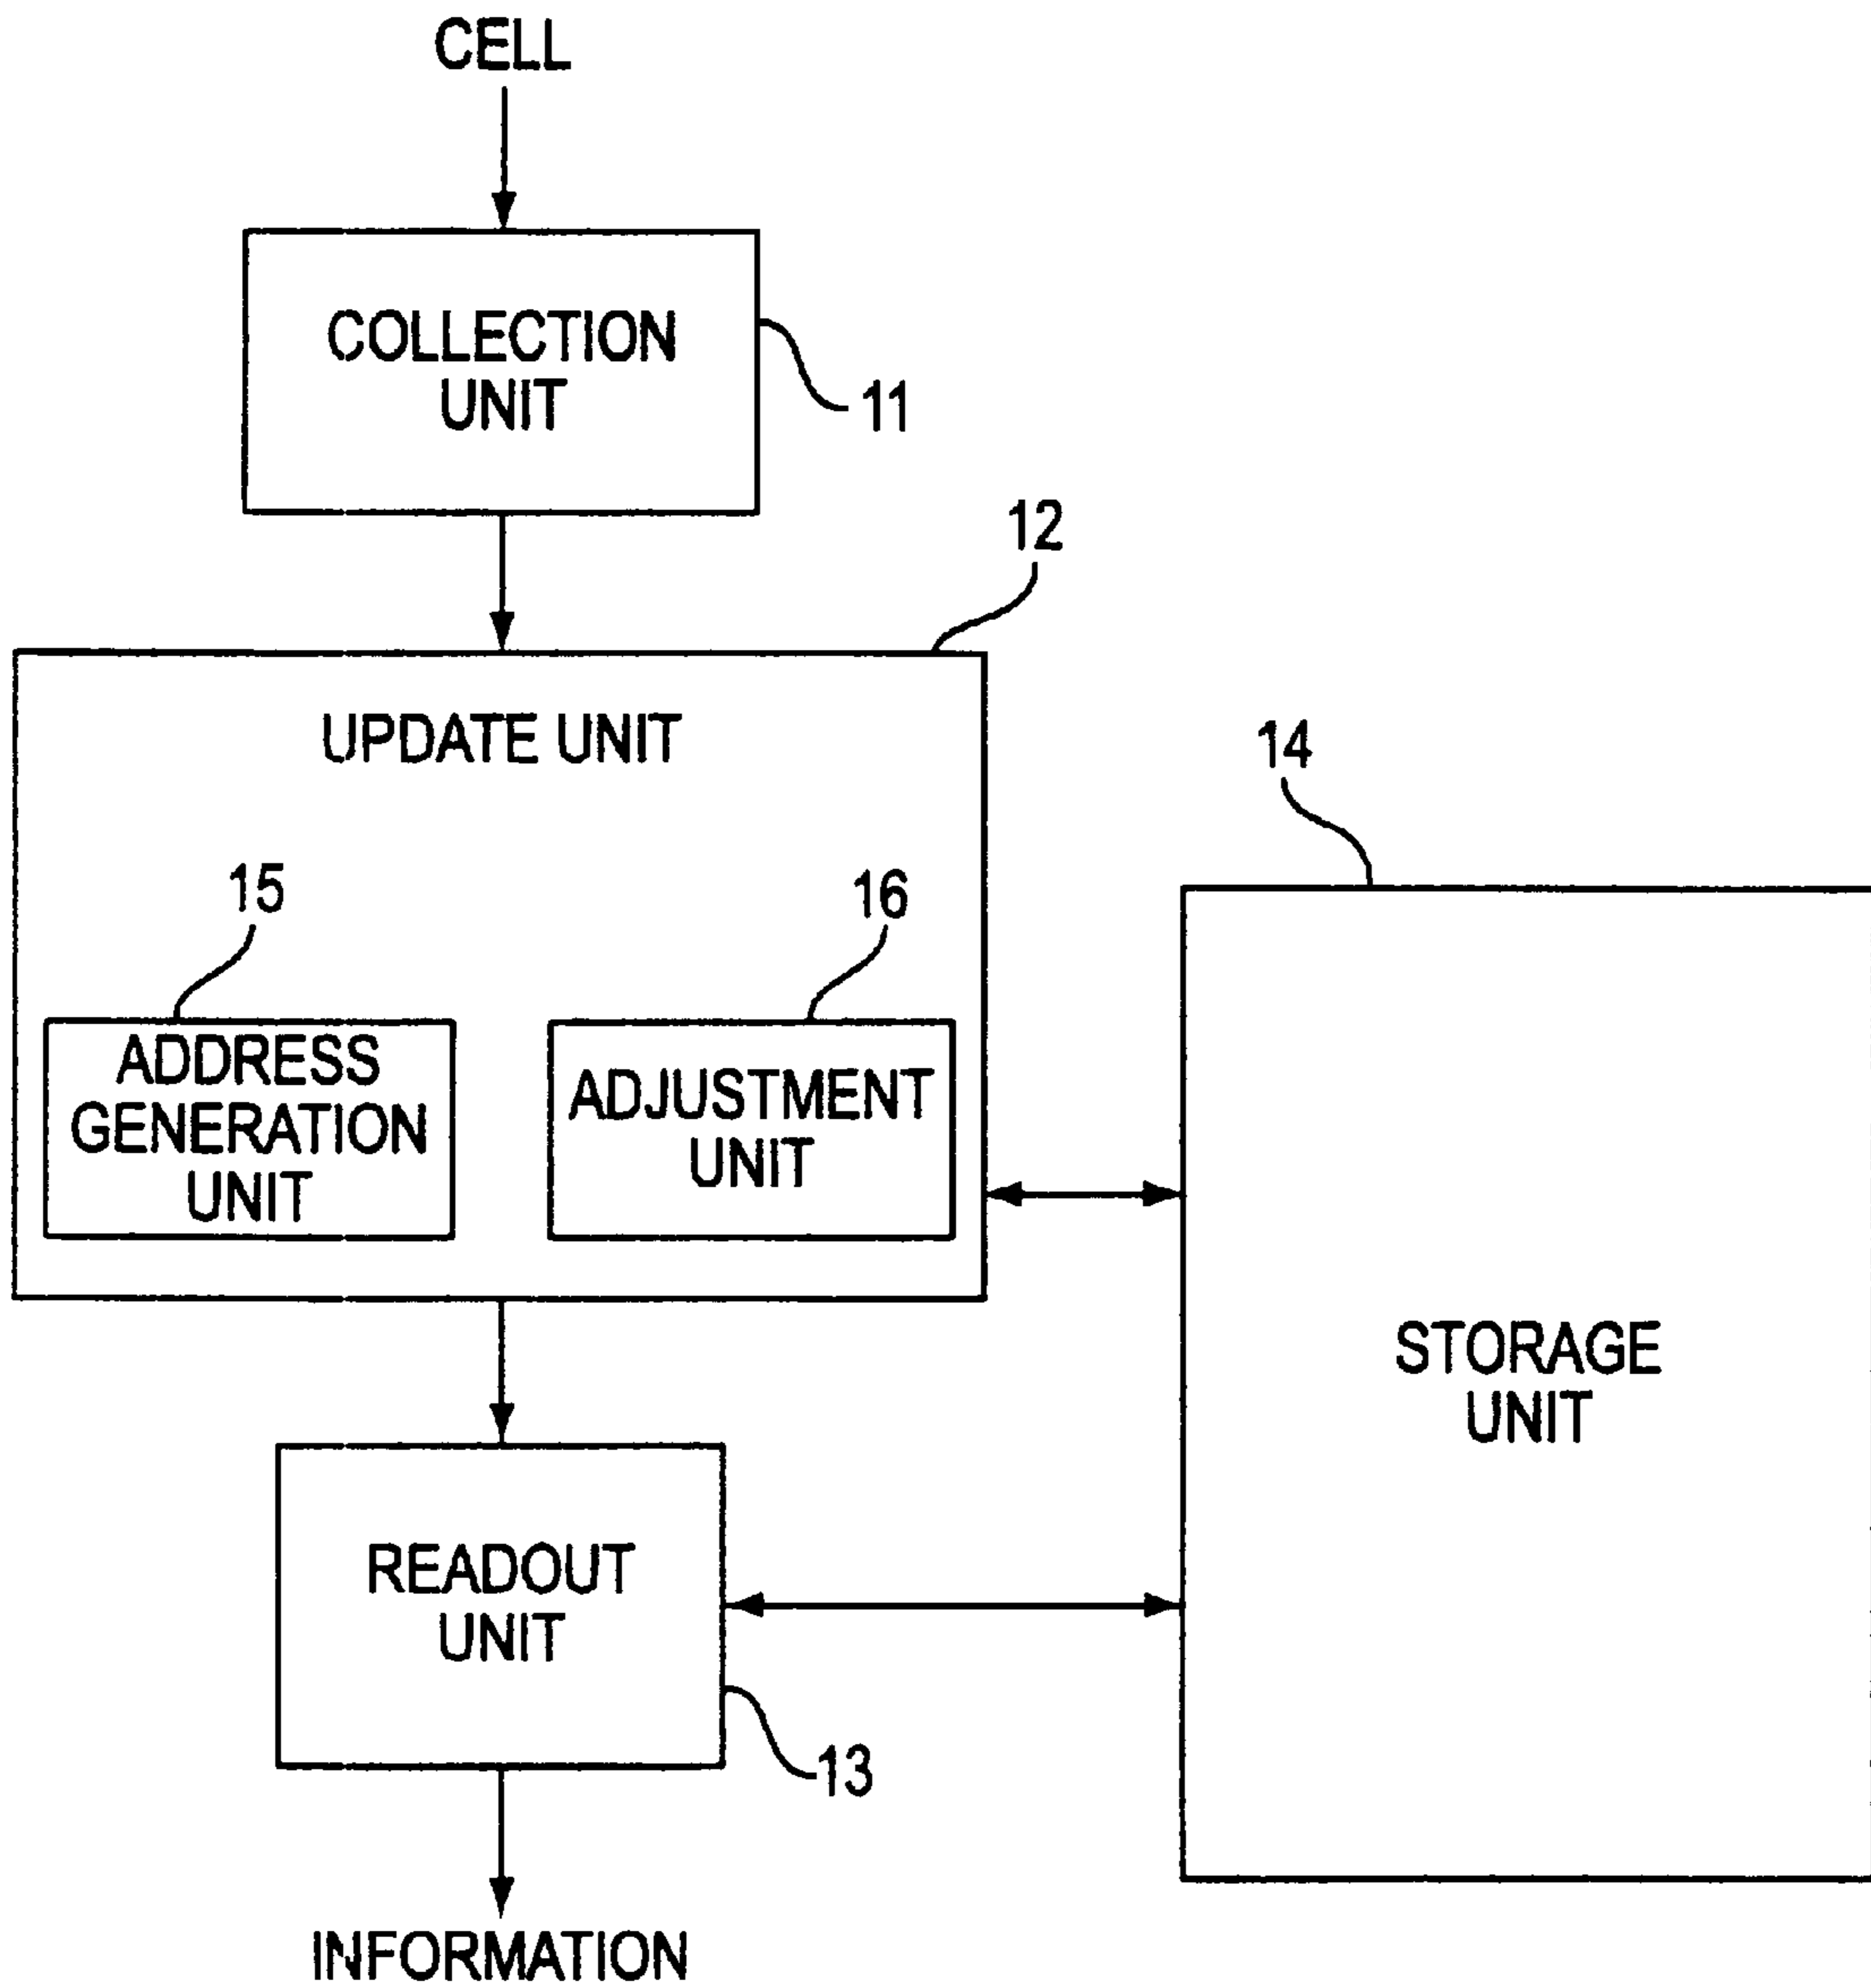 CELL
COLLECTION
UNIT
11
12
UPDATE UNIT
14
15
16
ADDRESS
GENERATION
UNIT
ADJUSTMENT
UNIT
STORAGE
UNIT
READOUT
UNIT
13
INFORMATION